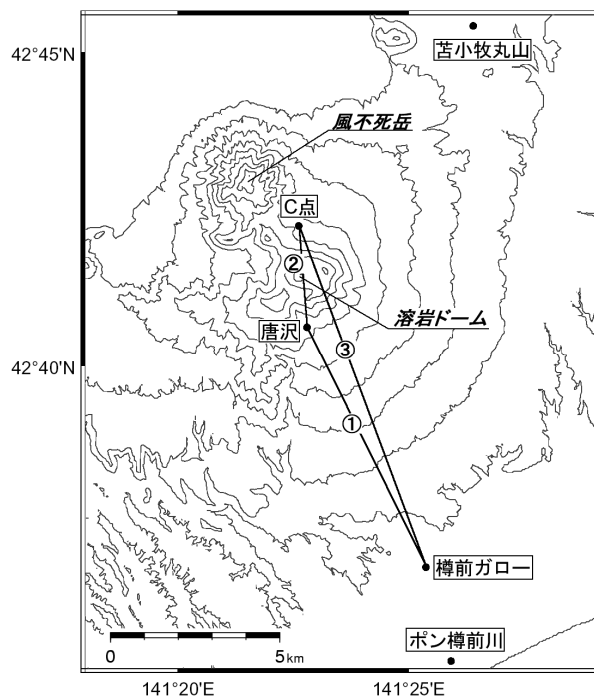 42°45'N
苫小牧丸山
風不死岳
C点
②
溶岩ドーム
唐沢
③
42°40'N
①
樽前ガロー
ポン樽前川
0
5km
141°20'E
141°25'E